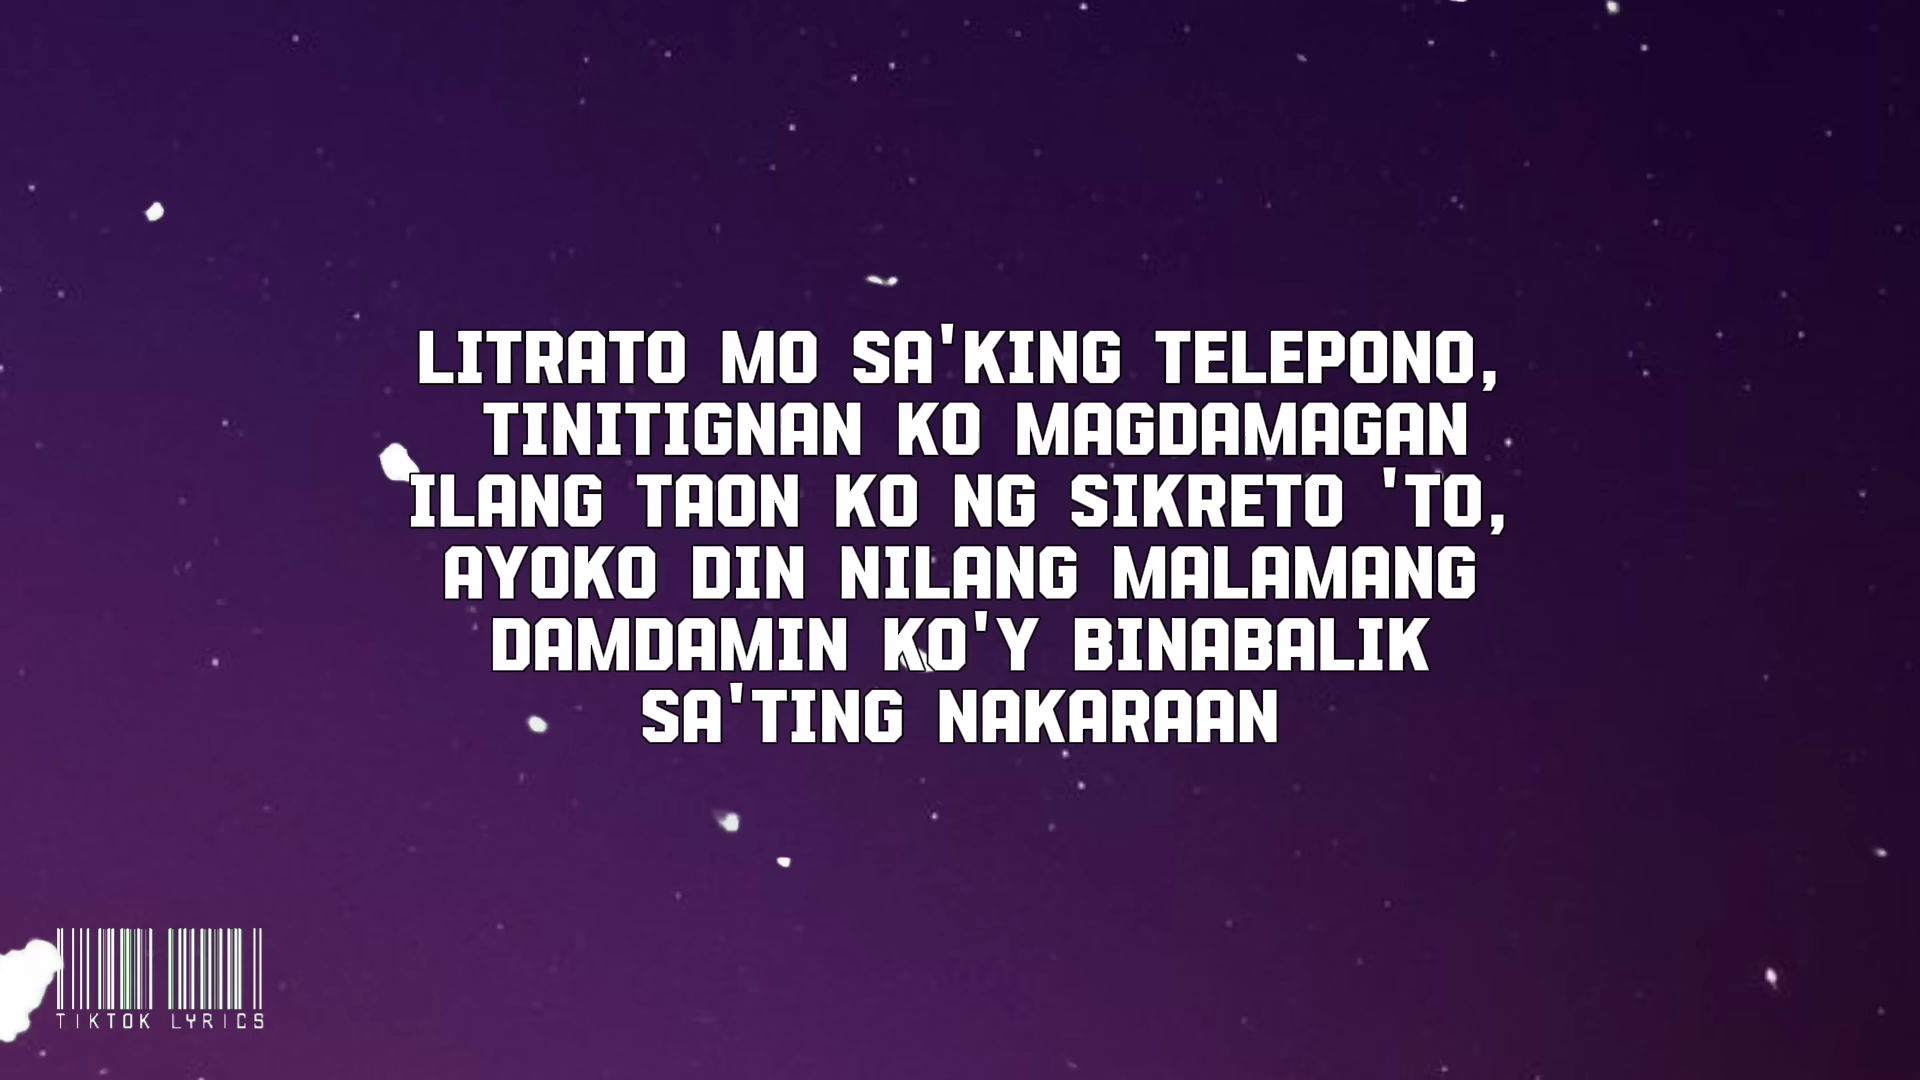 LITRATO MO SA'KING TELEPONO,
TINITIGNAN KO MAGDAMAGAN
ILANG TAON KO NG SIKRETO 'TO,
AYOKO DIN NILANG MALAMANG
DAMDAMIN KO'Y BINABALIK
SA'TING NAKARAAN
TIKTOK LYRICS